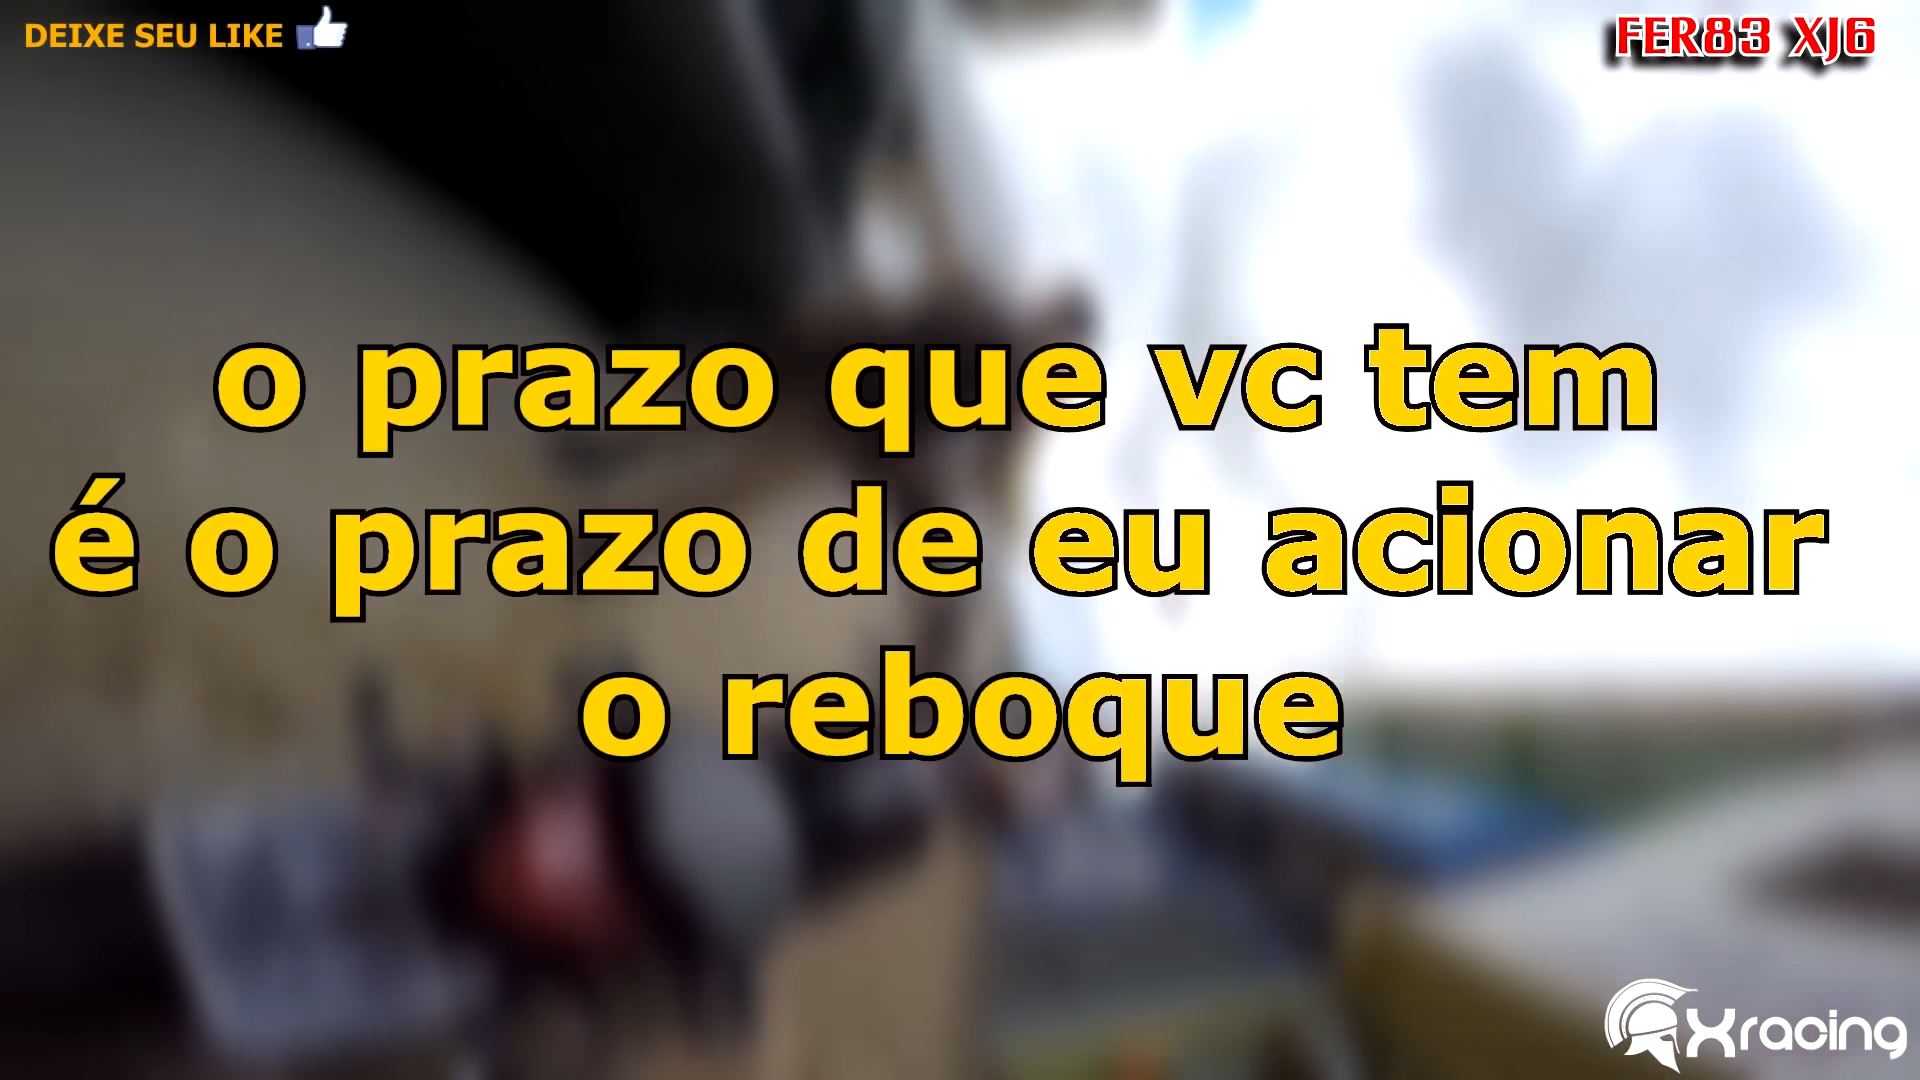 DEIXE SEU LIKE
FER83 XJ6
o prazo que vc tem
é o prazo de eu acionar
o reboque
Xracing